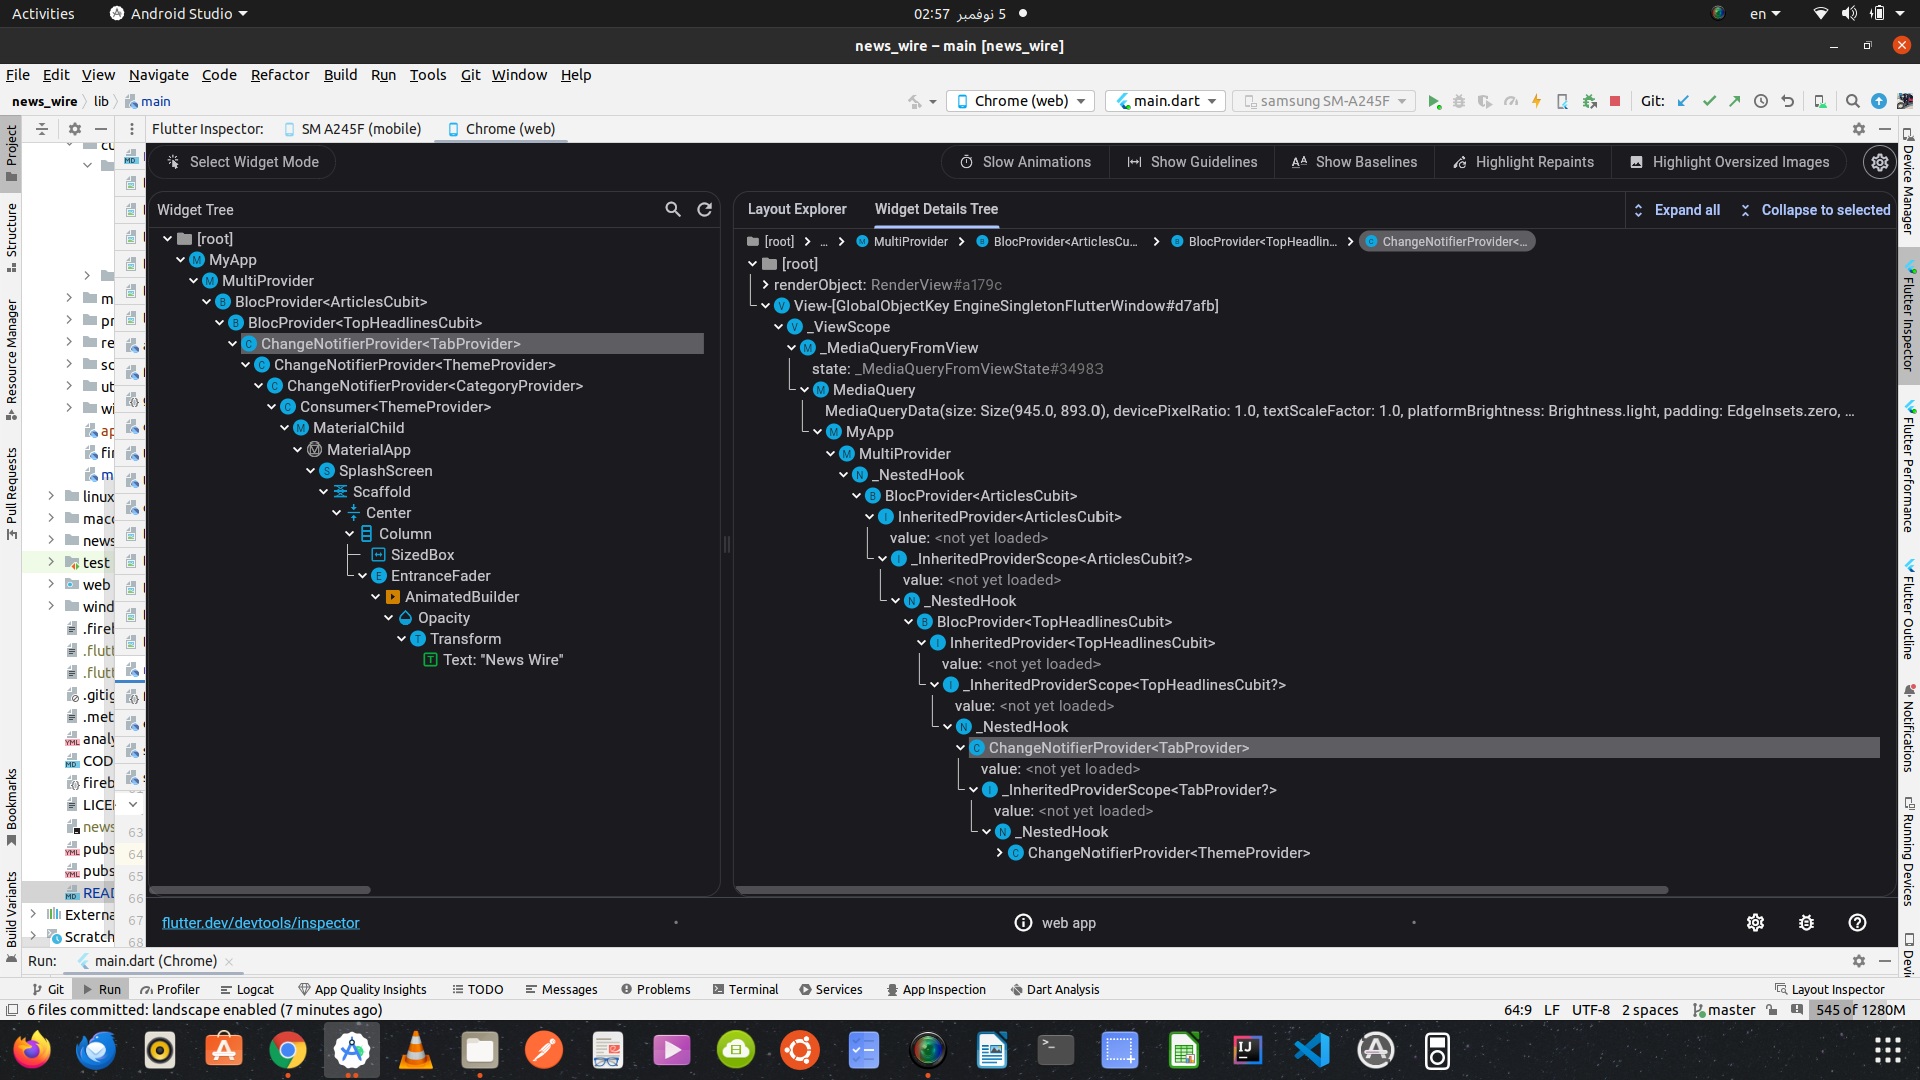 Activities
Android Studio
5 نوفمبر 02:57
en
news_wire – main [news_wire]
File Edit View Navigate Code Refactor Build Run Tools Git Window Help
news_wire lib main
Chrome (web)
main.dart
samsung SM-A245F
Git:
Flutter Inspector:
SM A245F (mobile)
Chrome (web)
Select Widget Mode
Slow Animations
Show Guidelines
Show Baselines
Highlight Repaints
Highlight Oversized Images
Widget Tree
[root]
MyApp
MultiProvider
BlocProvider<ArticlesCubit>
BlocProvider<TopHeadlinesCubit>
ChangeNotifierProvider<TabProvider>
ChangeNotifierProvider<ThemeProvider>
ChangeNotifierProvider<CategoryProvider>
Consumer<ThemeProvider>
MaterialChild
MaterialApp
SplashScreen
Scaffold
Center
Column
SizedBox
EntranceFader
AnimatedBuilder
Opacity
Transform
Text: "News Wire"
Layout Explorer
Widget Details Tree
Expand all
Collapse to selected
[root] ... MultiProvider BlocProvider<ArticlesCu... BlocProvider<TopHeadlin... ChangeNotifierProvider<...
[root]
renderObject: RenderView#a179c
View-[GlobalObjectKey EngineSingletonFlutterWindow#d7afb]
_ViewScope
_MediaQueryFromView
state: _MediaQueryFromViewState#34983
MediaQuery
MediaQueryData(size: Size(945.0, 893.0), devicePixelRatio: 1.0, textScaleFactor: 1.0, platformBrightness: Brightness.light, padding: EdgeInsets.zero, ...
MyApp
MultiProvider
_NestedHook
BlocProvider<ArticlesCubit>
InheritedProvider<ArticlesCubit>
value: <not yet loaded>
_InheritedProviderScope<ArticlesCubit?>
value: <not yet loaded>
_NestedHook
BlocProvider<TopHeadlinesCubit>
InheritedProvider<TopHeadlinesCubit>
value: <not yet loaded>
_InheritedProviderScope<TopHeadlinesCubit?>
value: <not yet loaded>
_NestedHook
ChangeNotifierProvider<TabProvider>
value: <not yet loaded>
_InheritedProviderScope<TabProvider?>
value: <not yet loaded>
_NestedHook
ChangeNotifierProvider<ThemeProvider>
flutter.dev/devtools/inspector
web app
Project
Structure
Resource Manager
Pull Requests
Bookmarks
Build Variants
linux
macc
news
test
web
wind
.fireb
.flutt
.flutt
.gitig
.met
analy
COD
fireb
LICE
news
pubs
pubs
READ
Externa
Scratch
63
64
65
66
67
68
Device Manager
Flutter Inspector
Flutter Performance
Flutter Outline
Notifications
Running Devices
Run:
main.dart (Chrome)
Git
Run
Profiler
Logcat
App Quality Insights
TODO
Messages
Problems
Terminal
Services
App Inspection
Dart Analysis
Layout Inspector
6 files committed: landscape enabled (7 minutes ago)
64:9 LF UTF-8 2 spaces master 545 of 1280M